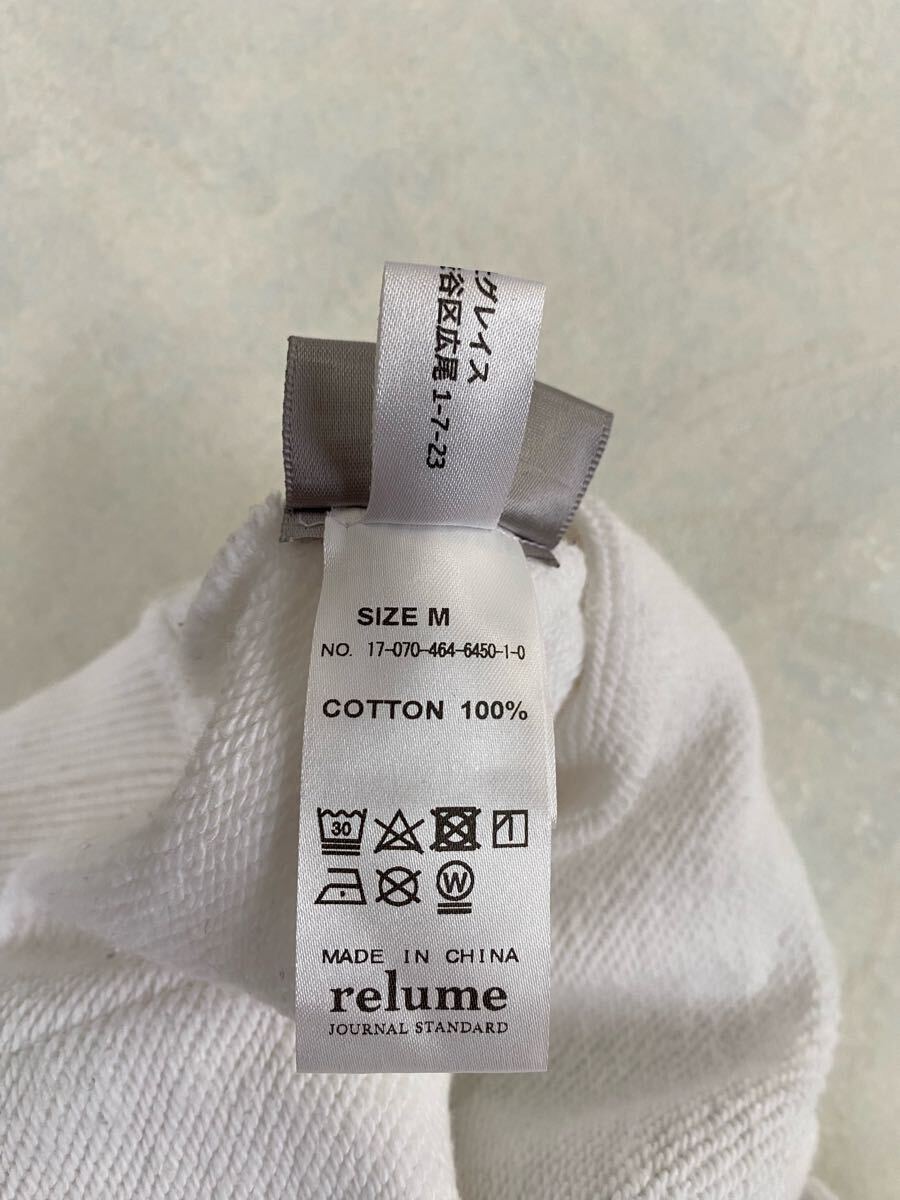 グレイス
谷区広尾1-7-23
SIZE M
NO. 17-070-464-6450-1-0
COTTON 100%
30
W
MADE IN CHINA
relume
JOURNAL STANDARD